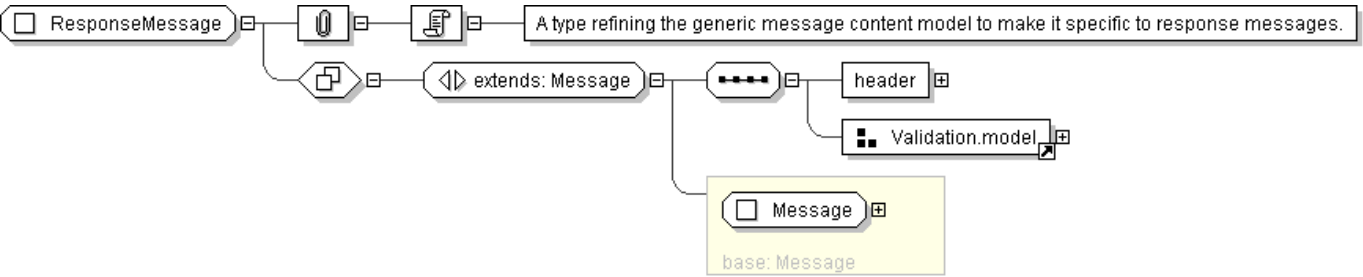 ResponseMessage
A type refining the generic message content model to make it specific to response messages.
extends: Message
header
Validation.model
Message
base: Message